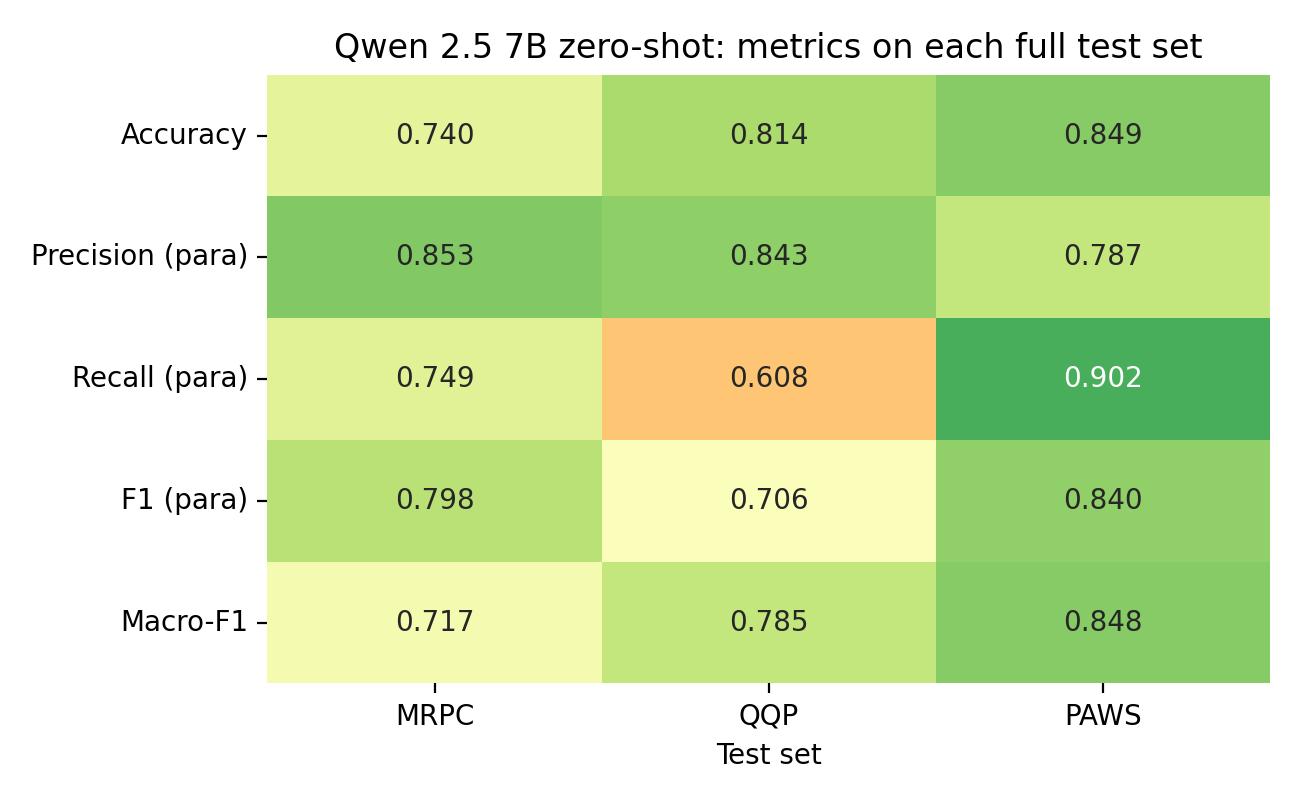 Qwen 2.5 7B zero-shot: metrics on each full test set
Accuracy 0.740 0.814 0.849
Precision (para) 0.853 0.843 0.787
Recall (para) 0.749 0.608 0.902
F1 (para) 0.798 0.706 0.840
Macro-F1 0.717 0.785 0.848
MRPC QQP PAWS
Test set